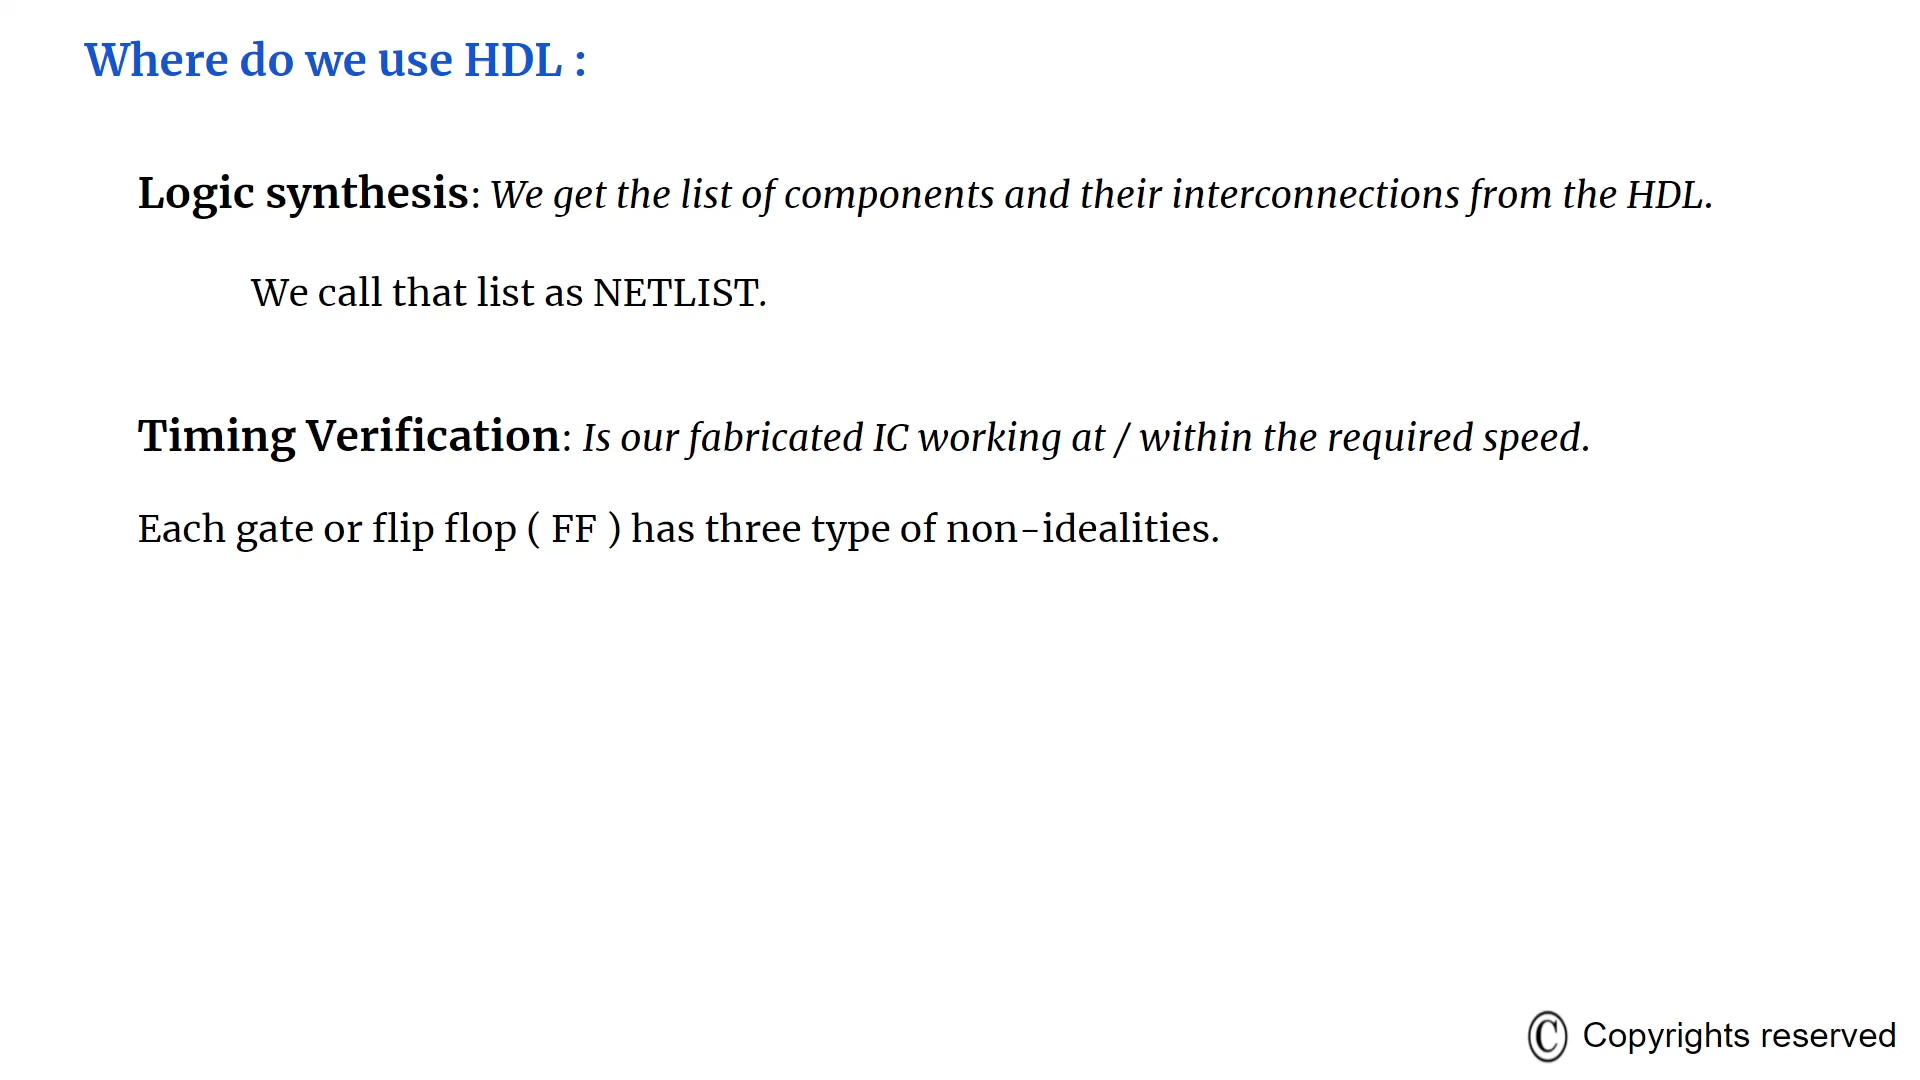 Where do we use HDL :
Logic synthesis: We get the list of components and their interconnections from the HDL.
We call that list as NETLIST.
Timing Verification: Is our fabricated IC working at / within the required speed.
Each gate or flip flop ( FF ) has three type of non-idealities.
© Copyrights reserved